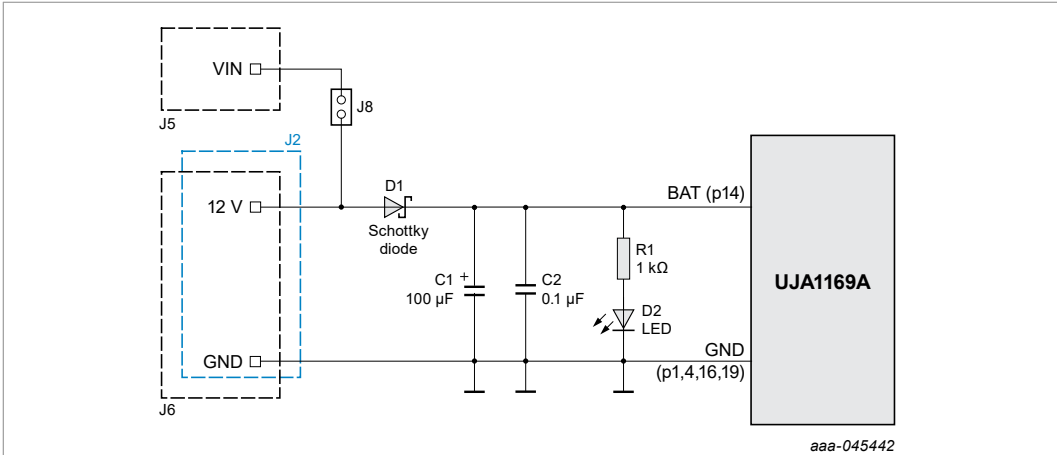 VIN
J5
J8
J2
12 V
D1
Schottky
diode
BAT (p14)
C1
+
100 µF
C2
0.1 µF
R1
1 kΩ
D2
LED
UJA1169A
GND
GND
(p1,4,16,19)
J6
aaa-045442